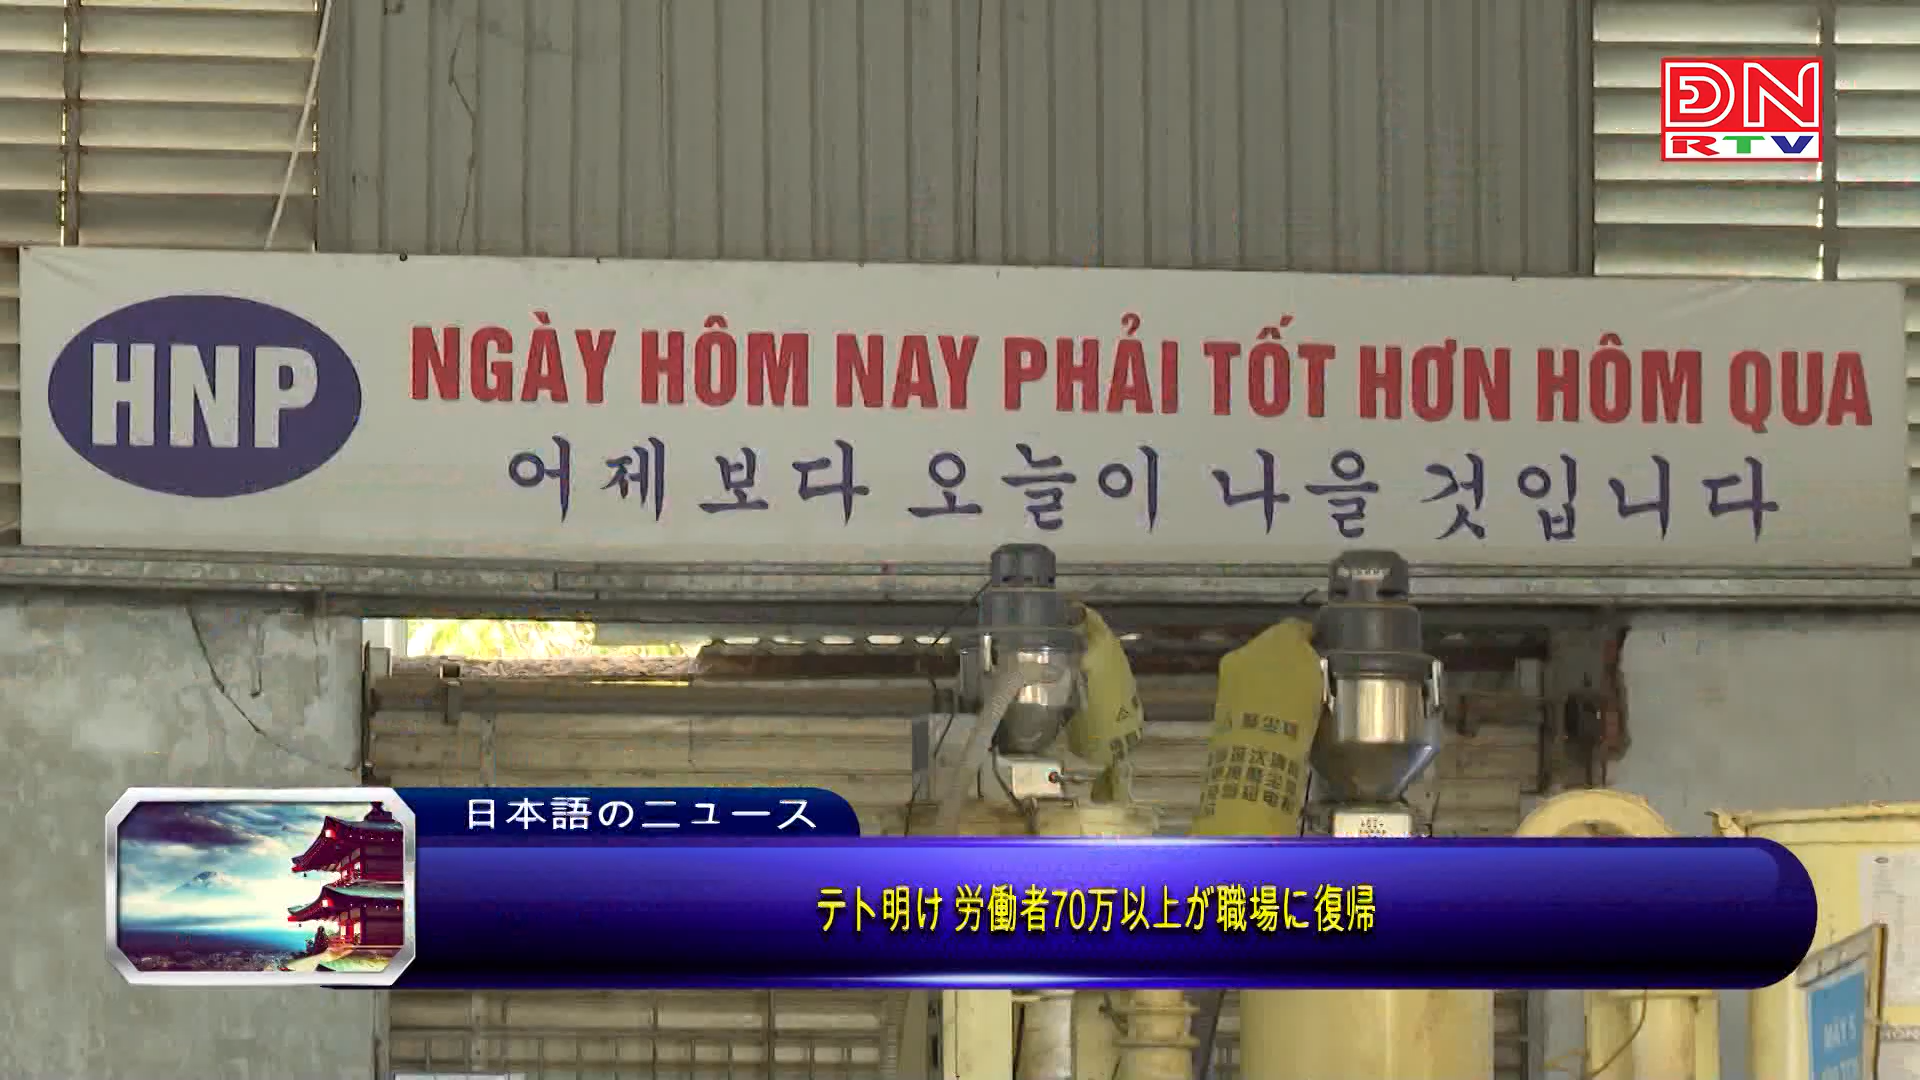 ĐN
RTV
HNP
NGÀY HÔM NAY PHẢI TỐT HƠN HÔM QUA
어제 보다 오늘이 나을 것입니다
日本語のニュース
テト明け 労働者70万以上が職場に復帰
MÁY 5